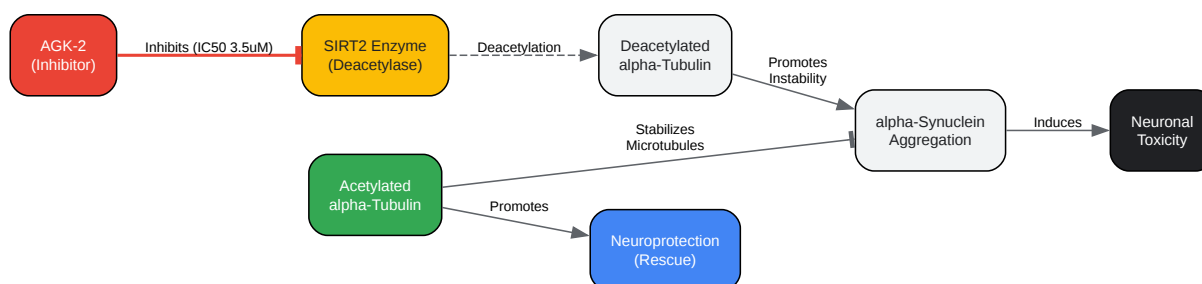 AGK-2
(Inhibitor)
Inhibits (IC50 3.5uM)
SIRT2 Enzyme
(Deacetylase)
Deacetylation
Deacetylated
alpha-Tubulin
Promotes
Instability
alpha-Synuclein
Aggregation
Induces
Neuronal
Toxicity
Stabilizes
Microtubules
Acetylated
alpha-Tubulin
Promotes
Neuroprotection
(Rescue)